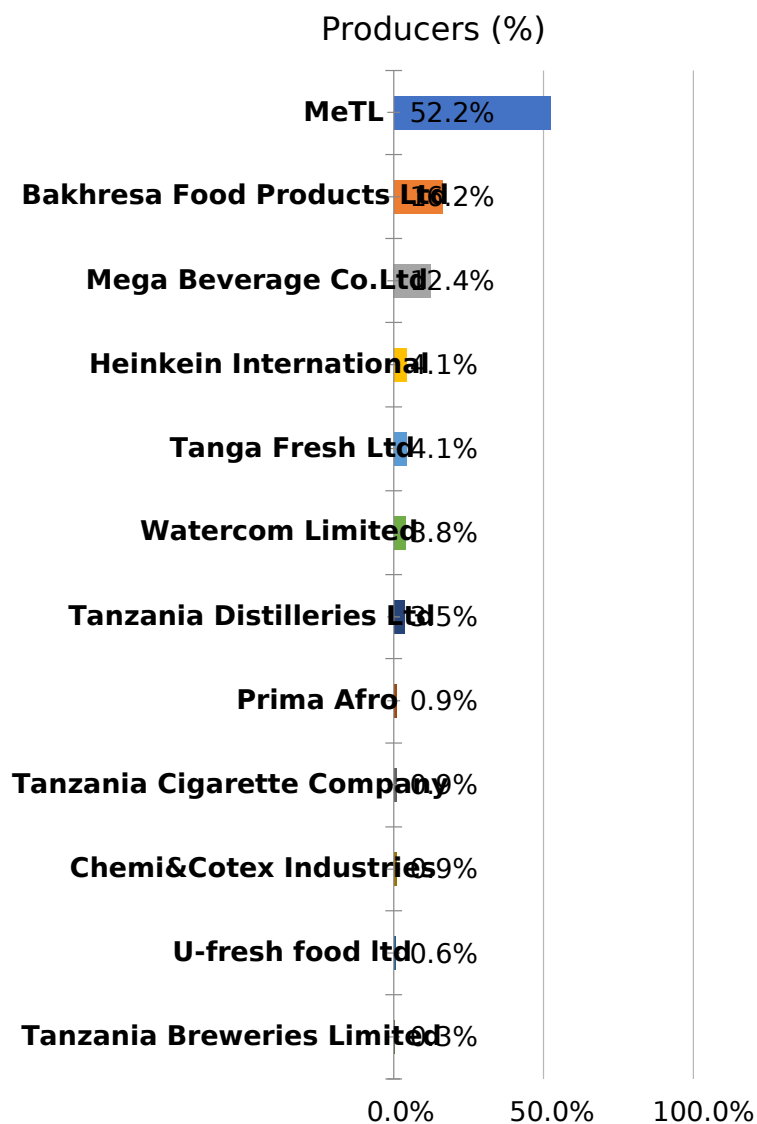 Producers (%)
MeTL 52.2%
Bakhresa Food Products Ltd 16.2%
Mega Beverage Co.Ltd 12.4%
Heinkein International 4.1%
Tanga Fresh Ltd 4.1%
Watercom Limited 3.8%
Tanzania Distilleries Ltd 3.5%
Prima Afro 0.9%
Tanzania Cigarette Company 0.9%
Chemi&Cotex Industries 0.9%
U-fresh food ltd 0.6%
Tanzania Breweries Limited 0.3%
0.0% 50.0% 100.0%